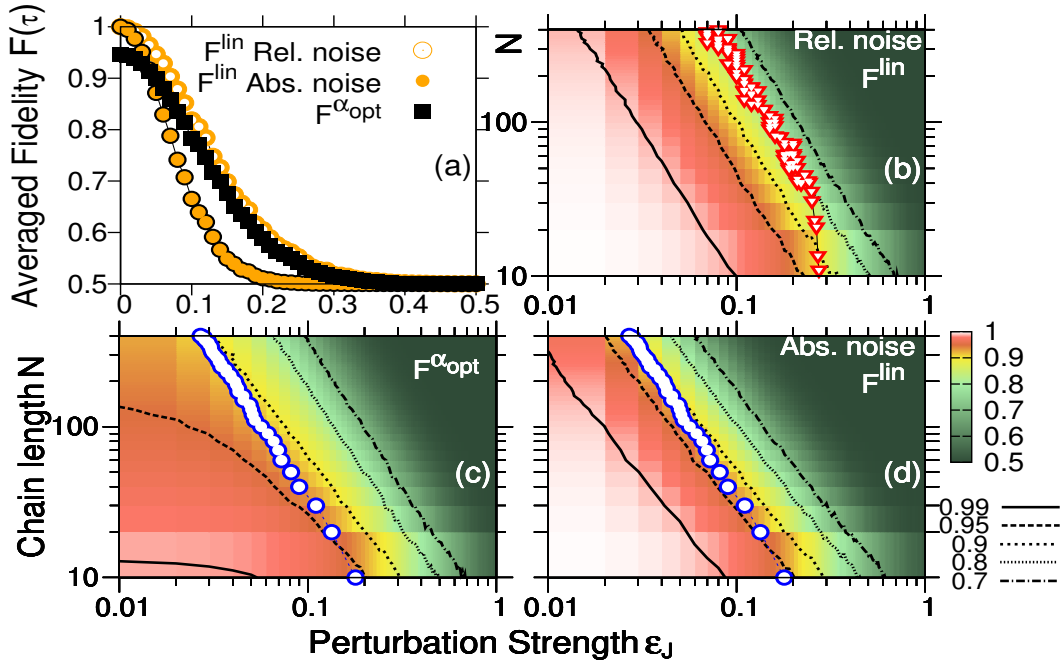 Averaged Fidelity F(τ)
1
0.9
0.8
0.7
0.6
0.5
0
0.1
0.2
0.3
0.4
0.5
F^lin Rel. noise
F^lin Abs. noise
F^αopt
(a)
N
100
10
0.01
0.1
1
Rel. noise
F^lin
(b)
Chain length N
100
10
0.01
0.1
1
F^αopt
(c)
0.01
0.1
1
Abs. noise
F^lin
(d)
1
0.9
0.8
0.7
0.6
0.5
0.99
0.95
0.9
0.8
0.7
Perturbation Strength ε_J